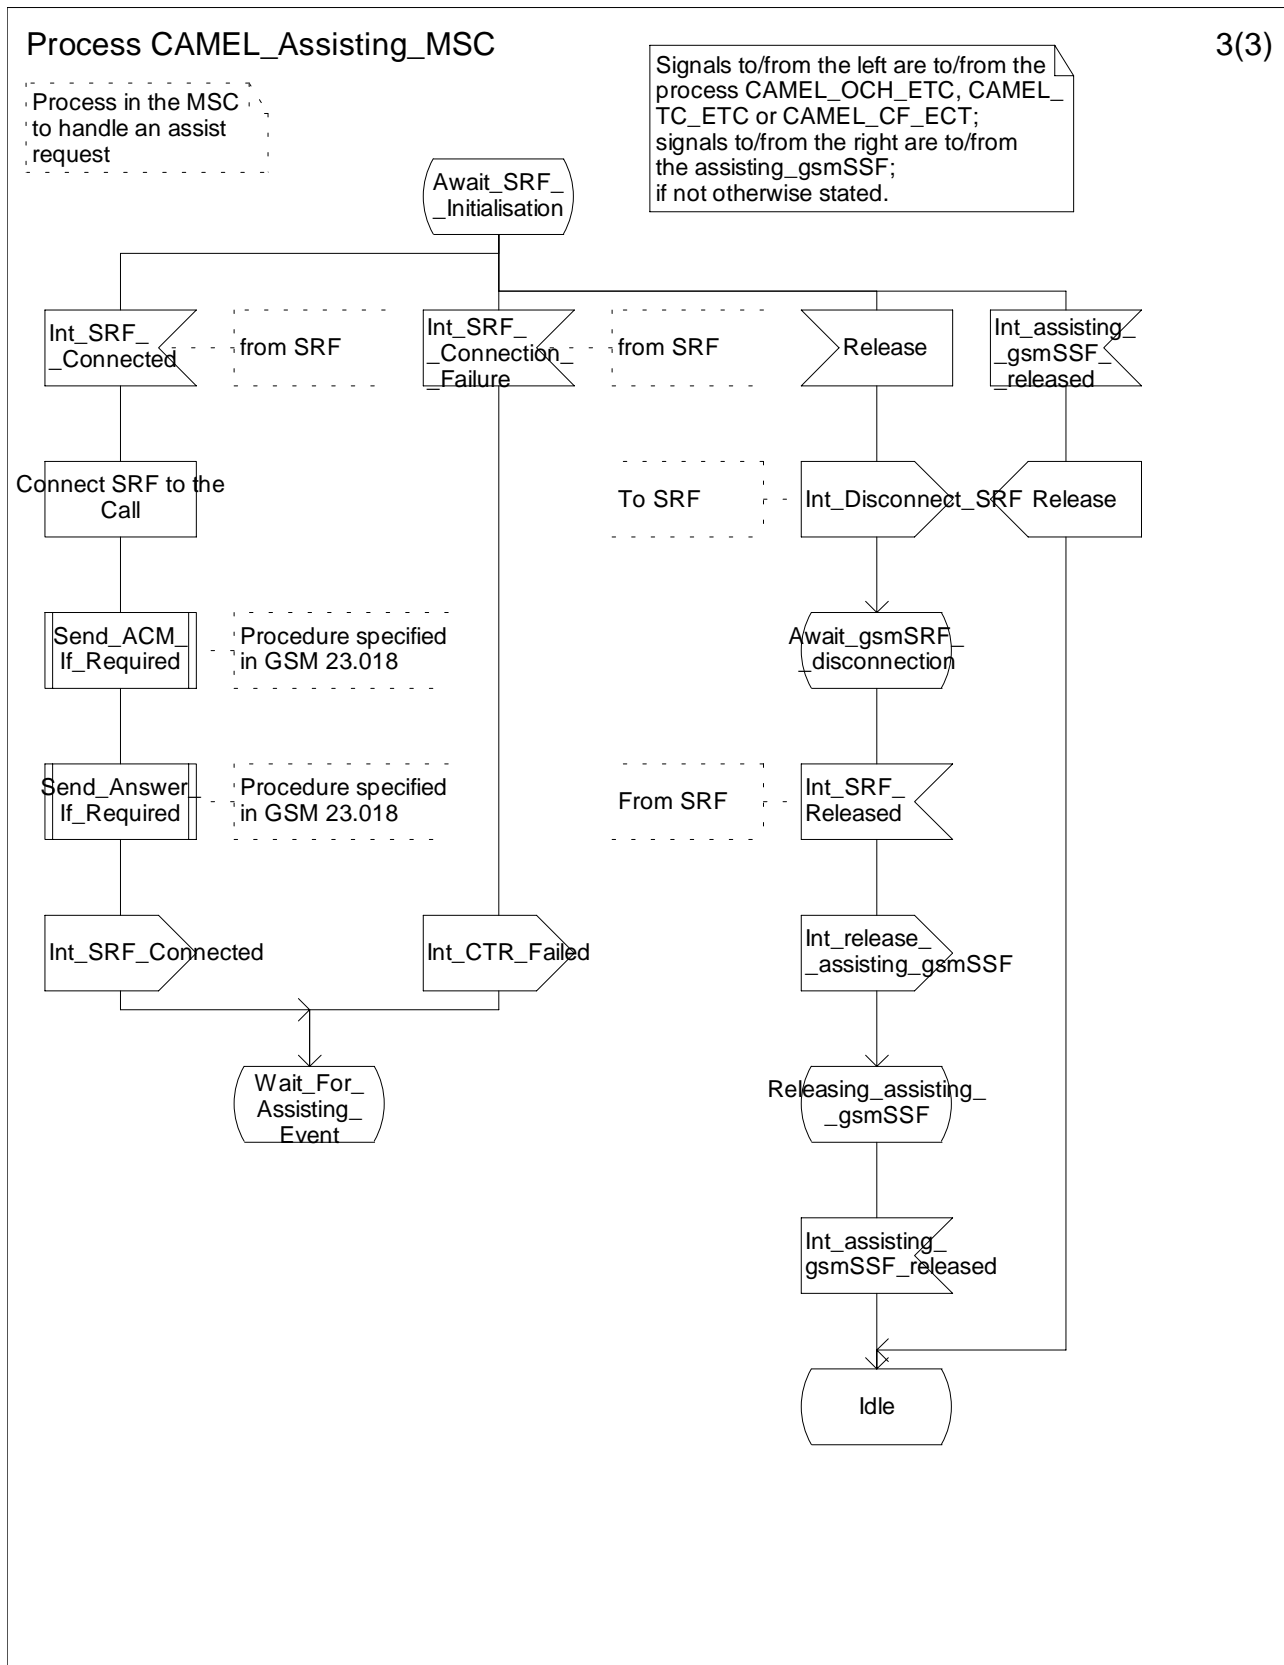 Process CAMEL_Assisting_MSC
3(3)
Process in the MSC
to handle an assist
request
Signals to/from the left are to/from the
process CAMEL_OCH_ETC, CAMEL_
TC_ETC or CAMEL_CF_ECT;
signals to/from the right are to/from
the assisting_gsmSSF;
if not otherwise stated.
Await_SRF_
_Initialisation
Int_SRF_
_Connected
from SRF
Int_SRF_
_Connection_
_Failure
from SRF
Release
Int_assisting_
_gsmSSF_
_released
Connect SRF to the
Call
To SRF
Int_Disconnect_SRF
Release
Send_ACM_
If_Required
Procedure specified
in GSM 23.018
Await_gsmSRF_
_disconnection
Send_Answer_
If_Required
Procedure specified
in GSM 23.018
From SRF
Int_SRF_
Released
Int_SRF_Connected
Int_CTR_Failed
Int_release_
_assisting_gsmSSF
Wait_For_
Assisting_
Event
Releasing_assisting_
_gsmSSF
Int_assisting_
gsmSSF_released
Idle